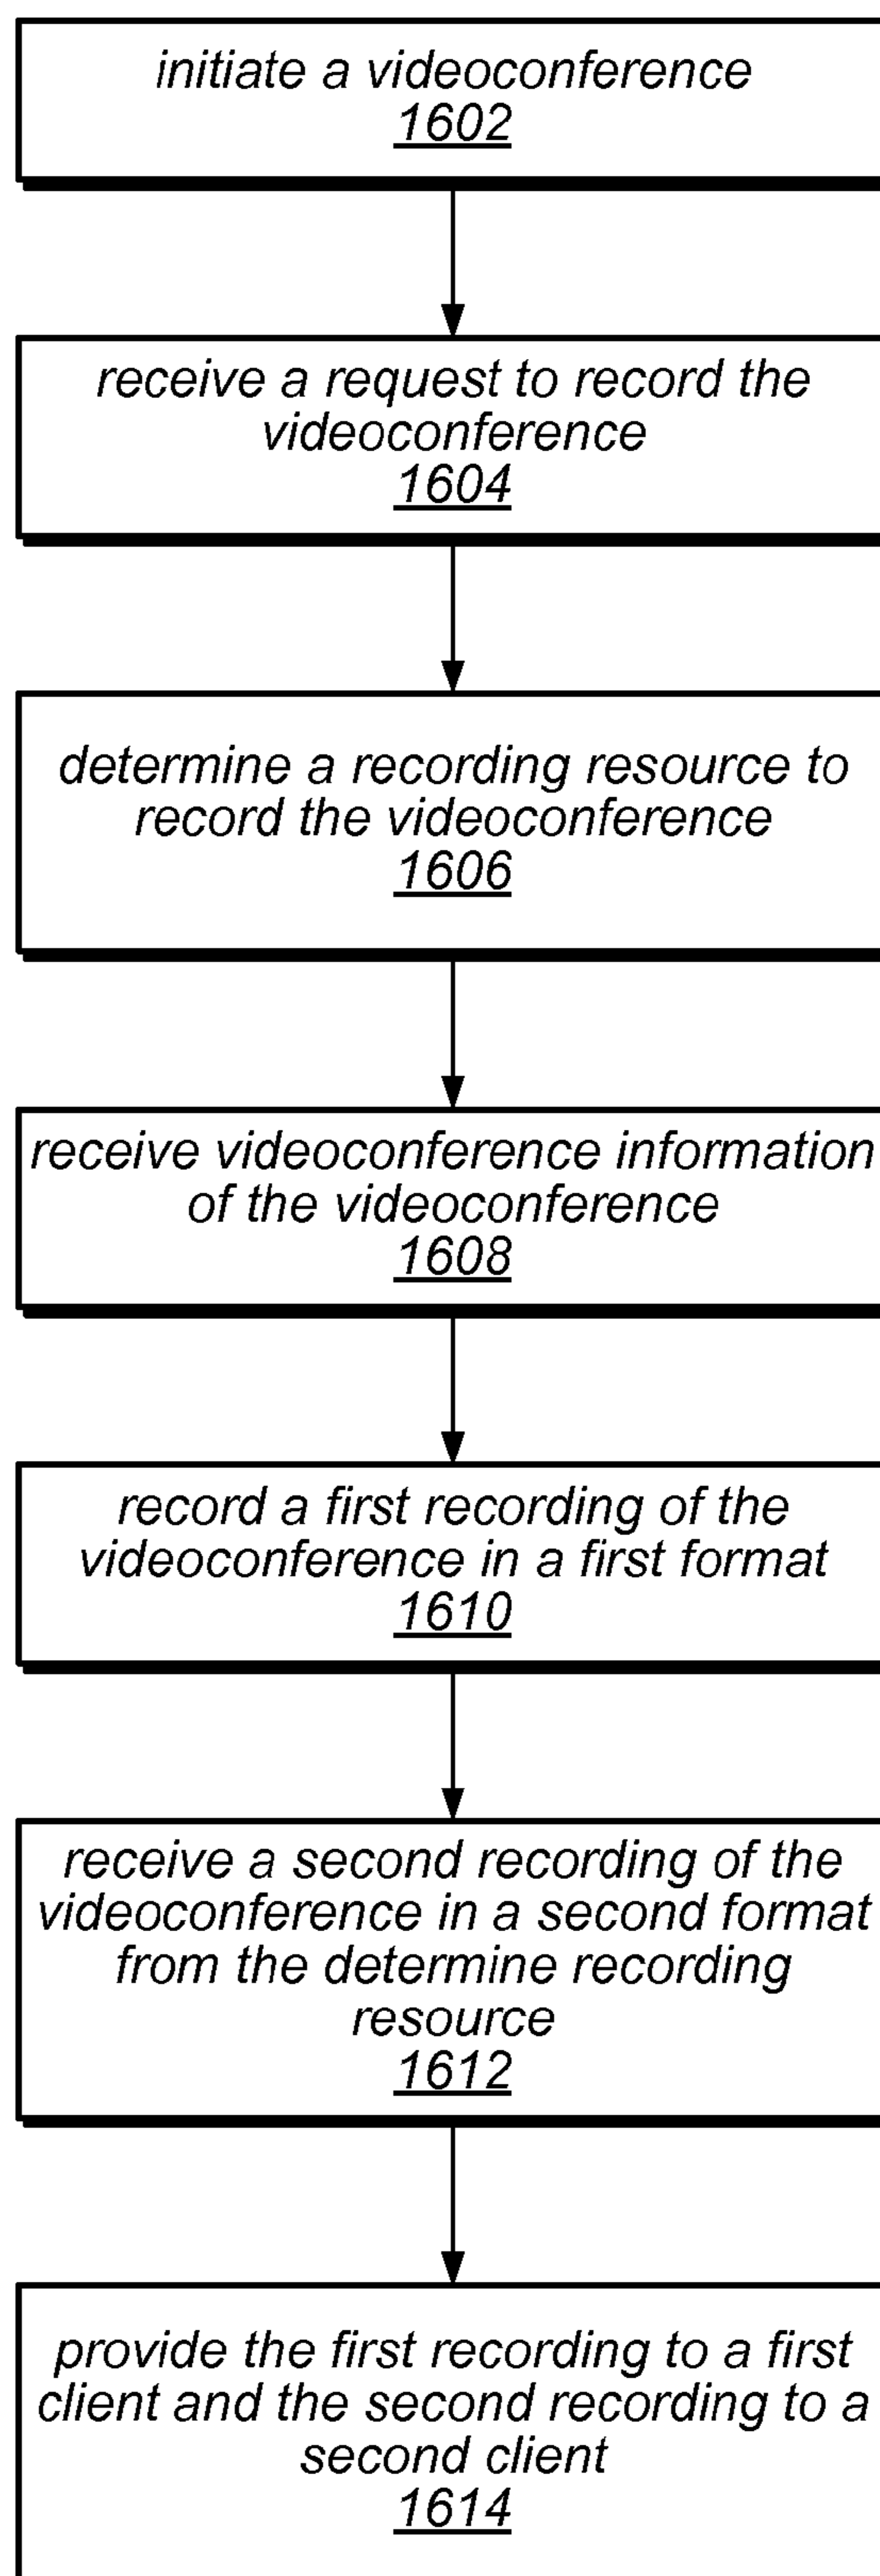 initiate a videoconference
1602
receive a request to record the
videoconference
1604
determine a recording resource to
record the videoconference
1606
receive videoconference information
of the videoconference
1608
record a first recording of the
videoconference in a first format
1610
receive a second recording of the
videoconference in a second format
from the determine recording
resource
1612
provide the first recording to a first
client and the second recording to a
second client
1614